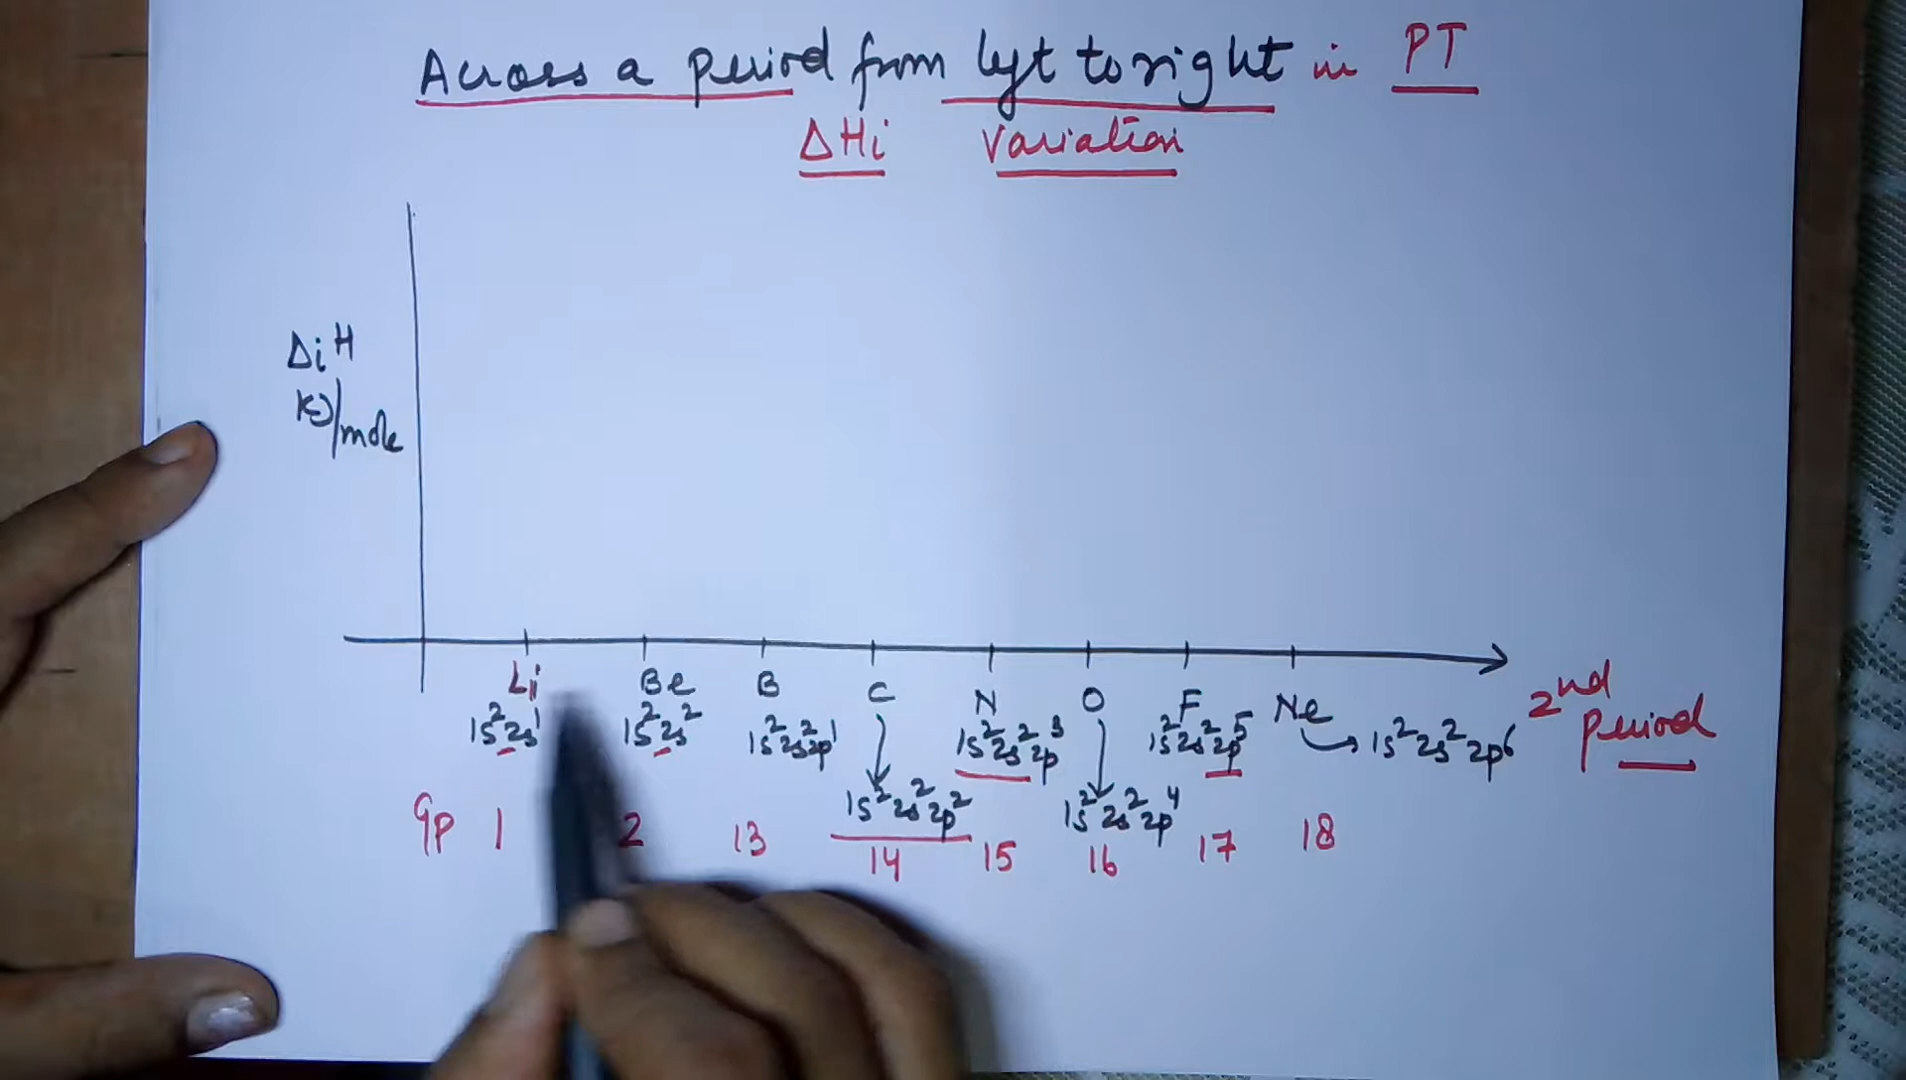 Across a period from left to right in PT
ΔHi Variation
ΔiH
KJ/mole
Li Be B C N O F Ne
1s²2s¹ 1s²2s² 1s²2s²2p¹ 1s²2s²2p³ 1s²2s²2p⁵ 1s²2s²2p⁶
2nd period
1s²2s²2p² 1s²2s²2p⁴
gp 1 2 13 14 15 16 17 18